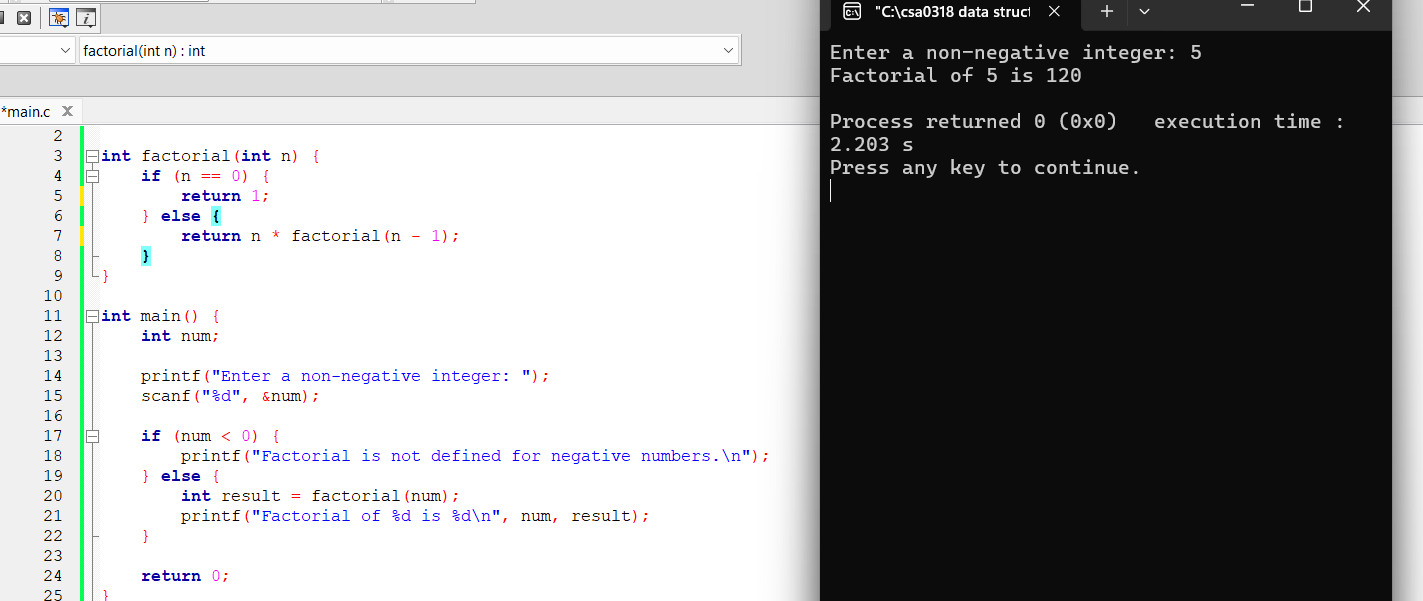 factorial(int n) : int
*main.c
2
3 int factorial(int n) {
4     if (n == 0) {
5         return 1;
6     } else {
7         return n * factorial(n - 1);
8     }
9 }
10
11 int main() {
12     int num;
13
14     printf("Enter a non-negative integer: ");
15     scanf("%d", &num);
16
17     if (num < 0) {
18         printf("Factorial is not defined for negative numbers.\n");
19     } else {
20         int result = factorial(num);
21         printf("Factorial of %d is %d\n", num, result);
22     }
23
24     return 0;
25 }
"C:\csa0318 data struct
Enter a non-negative integer: 5
Factorial of 5 is 120
Process returned 0 (0x0)   execution time :
2.203 s
Press any key to continue.